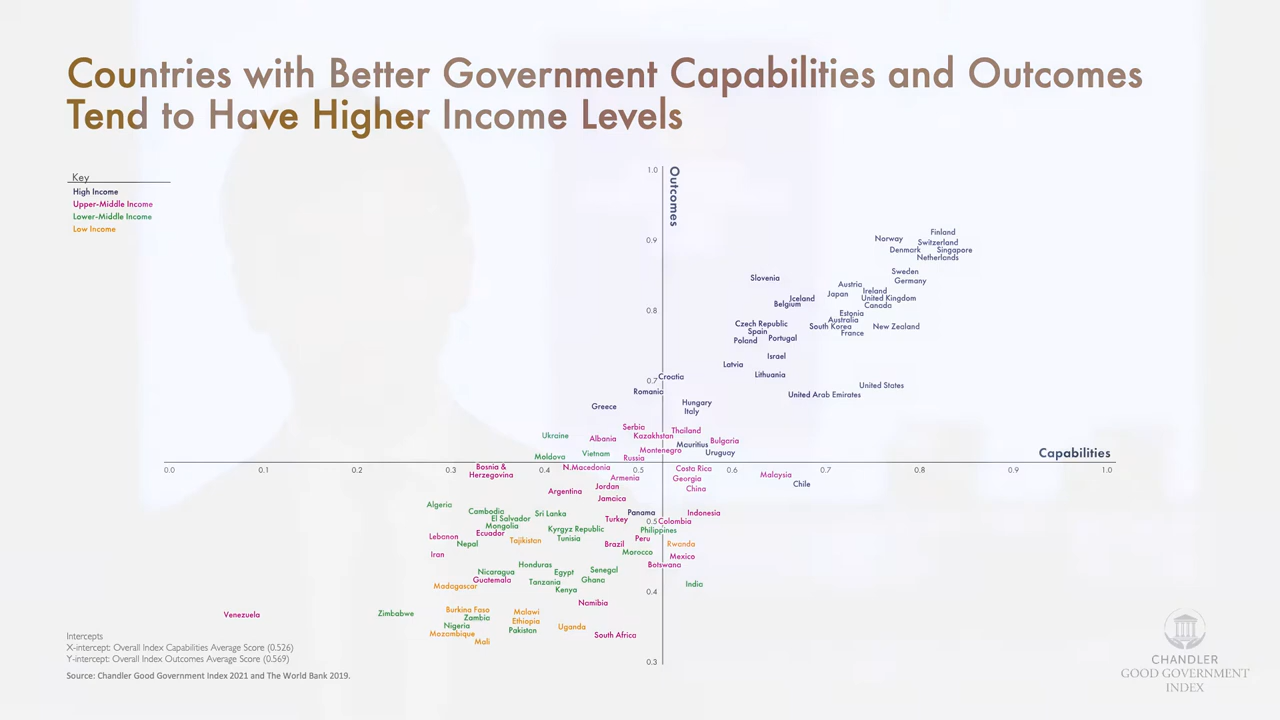 Countries with Better Government Capabilities and Outcomes
Tend to Have Higher Income Levels
Key
High Income
Upper-Middle Income
Lower-Middle Income
Low Income
Outcomes
1.0
0.9
0.8
0.7
0.5
0.4
0.3
Capabilities
0.0
0.1
0.2
0.3
0.4
0.5
0.6
0.7
0.8
0.9
1.0
Finland
Norway
Switzerland
Denmark
Singapore
Netherlands
Sweden
Slovenia
Germany
Austria
Ireland
Japan
Iceland
United Kingdom
Belgium
Canada
Estonia
Australia
Czech Republic
South Korea
New Zealand
Spain
France
Portugal
Poland
Israel
Latvia
Lithuania
Croatia
United States
Romania
United Arab Emirates
Hungary
Greece
Italy
Serbia
Thailand
Ukraine
Kazakhstan
Albania
Bulgaria
Mauritius
Montenegro
Uruguay
Vietnam
Moldova
Russia
Bosnia &
Herzegovina
N.Macedonia
Costa Rica
Malaysia
Armenia
Georgia
Chile
Jordan
China
Argentina
Jamaica
Algeria
Cambodia
Sri Lanka
Panama
Indonesia
El Salvador
Turkey
Colombia
Mongolia
Kyrgyz Republic
Philippines
Ecuador
Lebanon
Tunisia
Peru
Tajikistan
Nepal
Brazil
Rwanda
Morocco
Iran
Mexico
Honduras
Botswana
Senegal
Nicaragua
Egypt
Guatemala
Ghana
Tanzania
India
Madagascar
Kenya
Namibia
Burkina Faso
Malawi
Zimbabwe
Venezuela
Zambia
Ethiopia
Nigeria
Uganda
Pakistan
Mozambique
South Africa
Mali
Intercepts
X-intercept: Overall Index Capabilities Average Score (0.526)
Y-intercept: Overall Index Outcomes Average Score (0.569)
Source: Chandler Good Government Index 2021 and The World Bank 2019.
CHANDLER
GOOD GOVERNMENT
INDEX